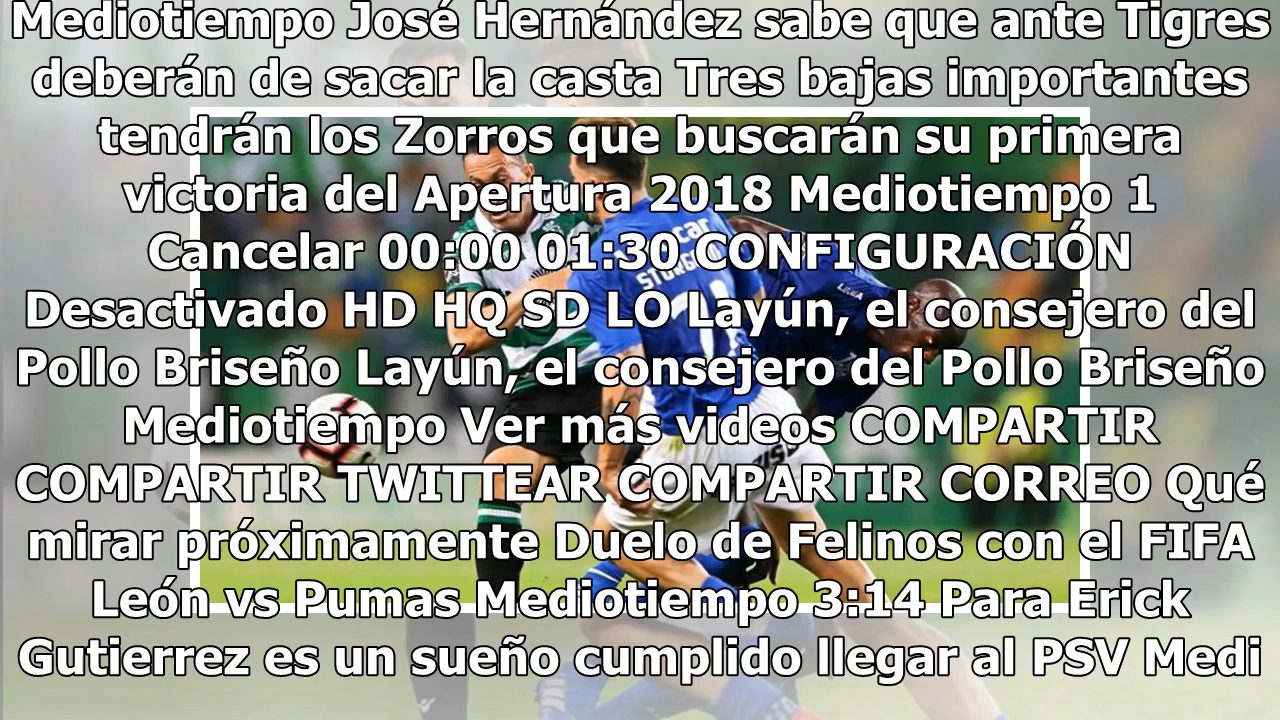 Mediotiempo José Hernández sabe que ante Tigres
deberán de sacar la casta Tres bajas importantes
tendrán los Zorros que buscarán su primera
victoria del Apertura 2018 Mediotiempo 1
Cancelar 00:00 01:30 CONFIGURACIÓN
Desactivado HD HQ SD LO Layún, el consejero del
Pollo Briseño Layún, el consejero del Pollo Briseño
Mediotiempo Ver más videos COMPARTIR
COMPARTIR TWITTEAR COMPARTIR CORREO Qué
mirar próximamente Duelo de Felinos con el FIFA
León vs Pumas Mediotiempo 3:14 Para Erick
Gutierrez es un sueño cumplido llegar al PSV Medi